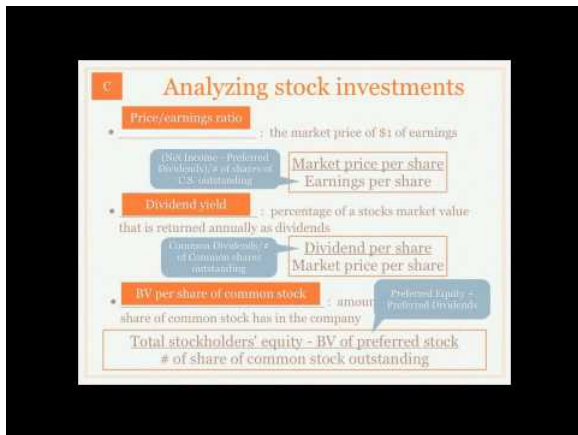 C
Analyzing stock investments
Price/earnings ratio
• : the market price of $1 of earnings
(Net Income - Preferred
Dividends)/# of shares of
C.S. outstanding
Market price per share
Earnings per share
Dividend yield
• : percentage of a stocks market value
that is returned annually as dividends
Common Dividends/#
of Common shares
outstanding
Dividend per share
Market price per share
BV per share of common stock
• : amoun
Preferred Equity +
Preferred Dividends
share of common stock has in the company
Total stockholders' equity - BV of preferred stock
# of share of common stock outstanding